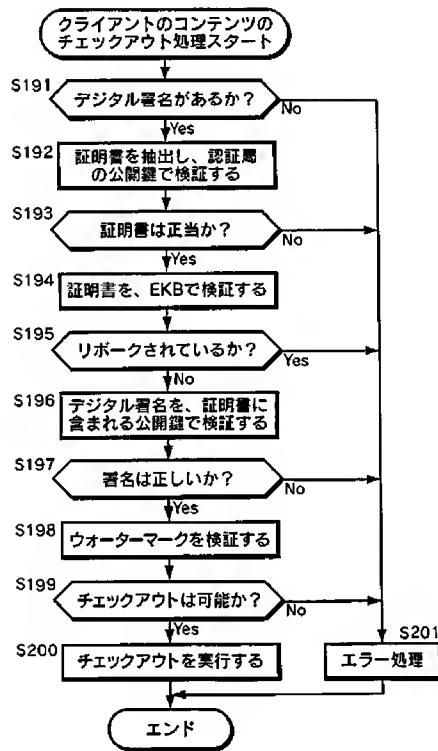 クライアントのコンテンツの
チェックアウト処理スタート
S191
デジタル署名があるか？
No
Yes
S192
証明書を抽出し、認証局
の公開鍵で検証する
S193
証明書は正当か？
No
Yes
S194
証明書を、EKBで検証する
S195
リボークされているか？
Yes
No
S196
デジタル署名を、証明書に
含まれる公開鍵で検証する
S197
署名は正しいか？
No
Yes
S198
ウォーターマークを検証する
S199
チェックアウトは可能か？
No
Yes
S200
チェックアウトを実行する
S201
エラー処理
エンド